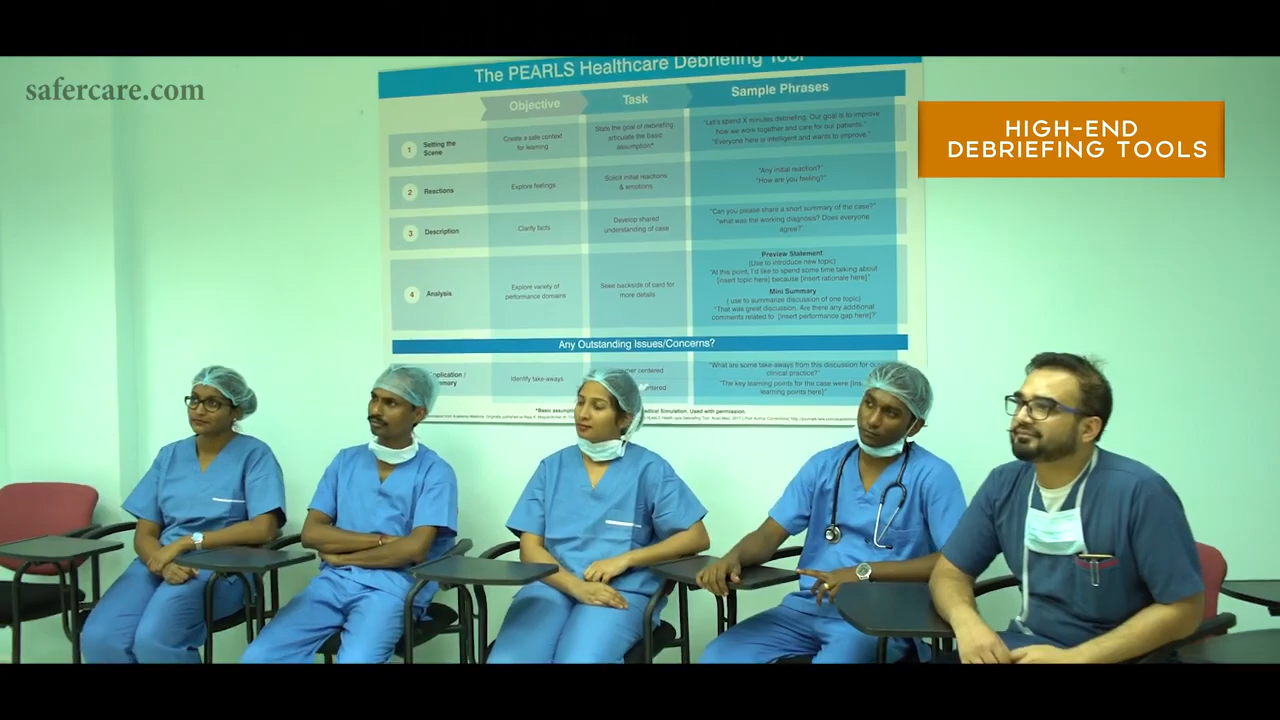 safercare.com
HIGH-END
DEBRIEFING TOOLS
The PEARLS Healthcare Debriefing Tool
Objective
Task
Sample Phrases
1
Setting the
Scene
Create a safe context
for learning
State the goal of debriefing
articulate the basic
assumption*
"Let's spend X minutes debriefing. Our goal is to improve
how we work together and care for our patients."
"Everyone here is intelligent and wants to improve."
2
Reactions
Explore feelings
Solicit initial reactions
& emotions
"Any initial reaction?"
"How are you feeling?"
3
Description
Clarify facts
Develop shared
understanding of case
"Can you please share a short summary of the case?"
"what was the working diagnosis? Does everyone
agree?"
4
Analysis
Explore variety of
performance domains
Seee backside of card for
more details
Preview Statement
(Use to introduce new topic)
"At this point, I'd like to spend some time talking about
[insert topic here] because [insert rationale here]"
Mini Summary
( use to summarize discussion of one topic)
"That was great discussion. Are there any additional
comments related to [insert performance gap here]?"
Any Outstanding Issues/Concerns?
Identify take-aways
centered
centered
"What are some take-aways from this discussion for
clinical practice?"
"The key learning points for the case were
learning points here]"
*Basic
Simulation. Used with permission.